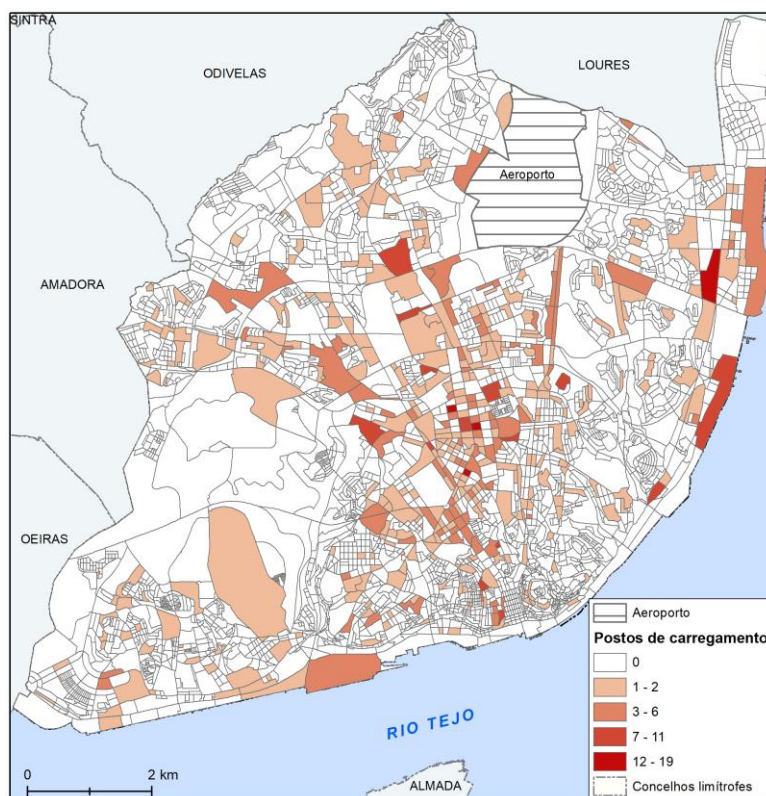 SINTRA
ODIVELAS
LOURES
Aeroporto
AMADORA
OEIRAS
RIO TEJO
ALMADA
0 2 km
Aeroporto
Postos de carregamento
0
1 - 2
3 - 6
7 - 11
12 - 19
Concelhos limítrofes